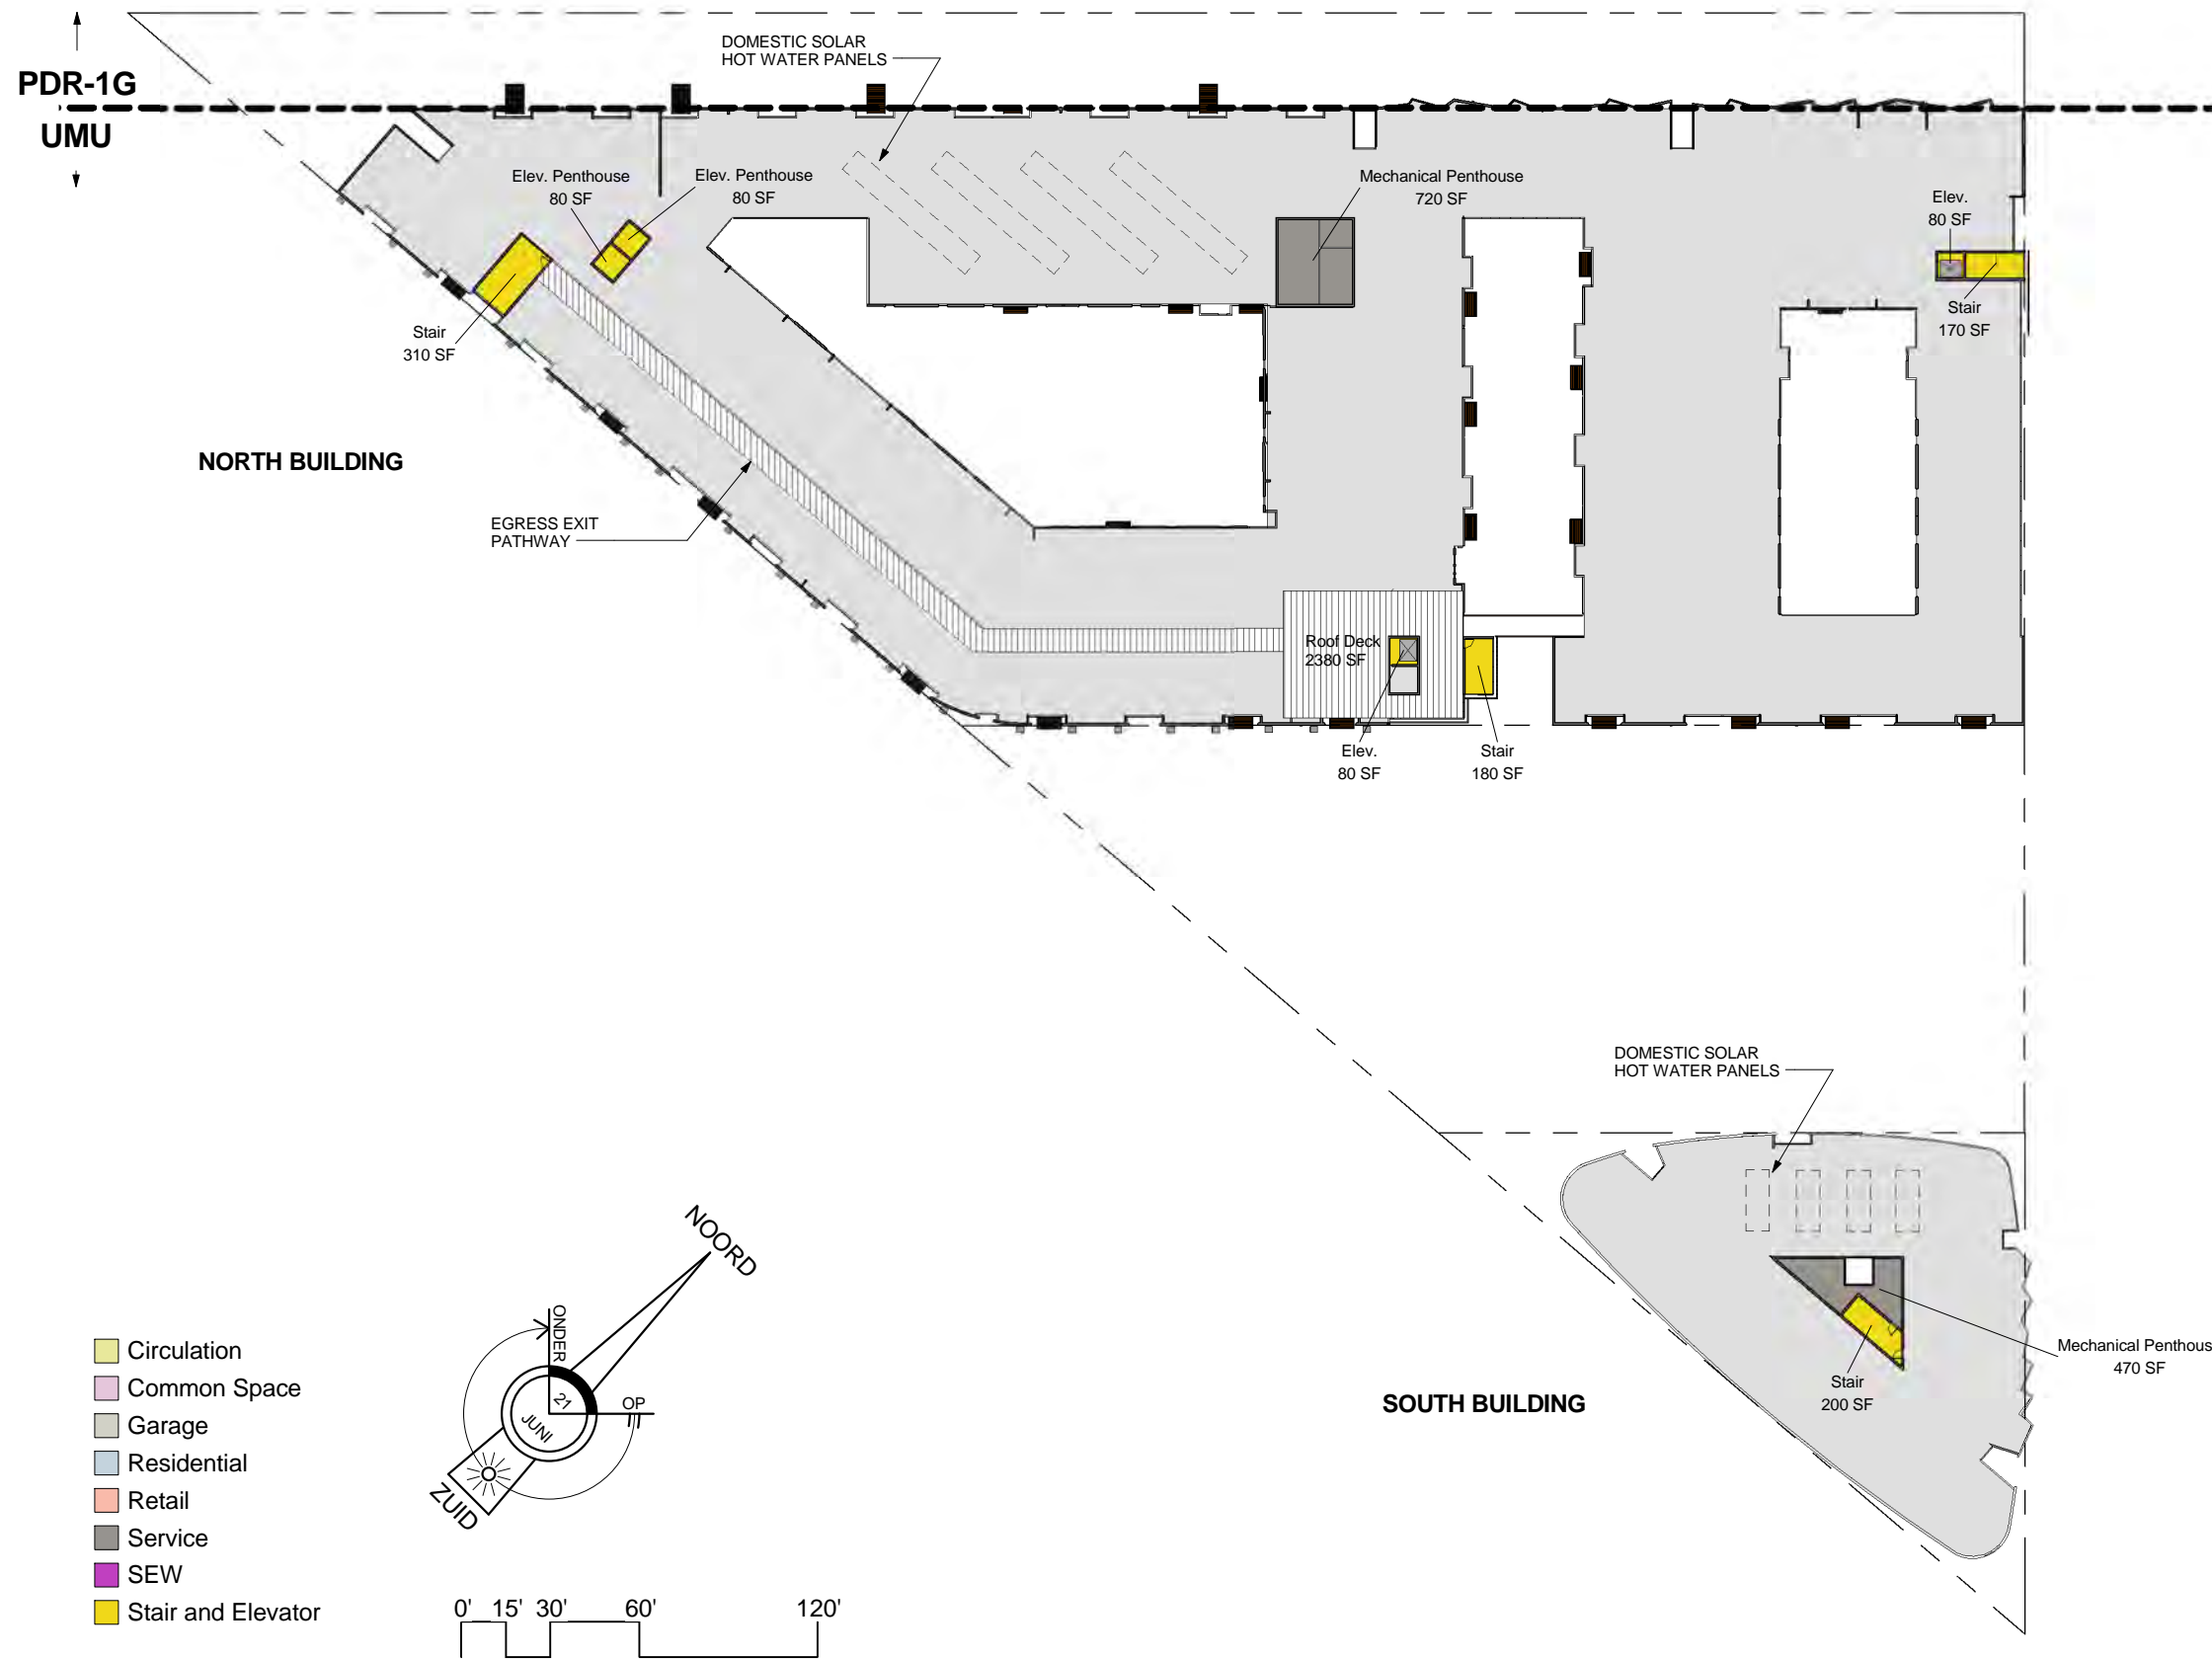 DOMESTIC SOLAR
HOT WATER PANELS
PDR-1G
UMU
Elev. Penthouse
80 SF
Elev. Penthouse
80 SF
Mechanical Penthouse
720 SF
Elev.
80 SF
Stair
170 SF
Stair
310 SF
NORTH BUILDING
EGRESS EXIT
PATHWAY
Roof Deck
2380 SF
Elev.
80 SF
Stair
180 SF
DOMESTIC SOLAR
HOT WATER PANELS
Mechanical Penthous
470 SF
Stair
200 SF
SOUTH BUILDING
NOORD
ONDER
OP
21
JUNI
ZUID
Circulation
Common Space
Garage
Residential
Retail
Service
SEW
Stair and Elevator
0' 15' 30' 60' 120'